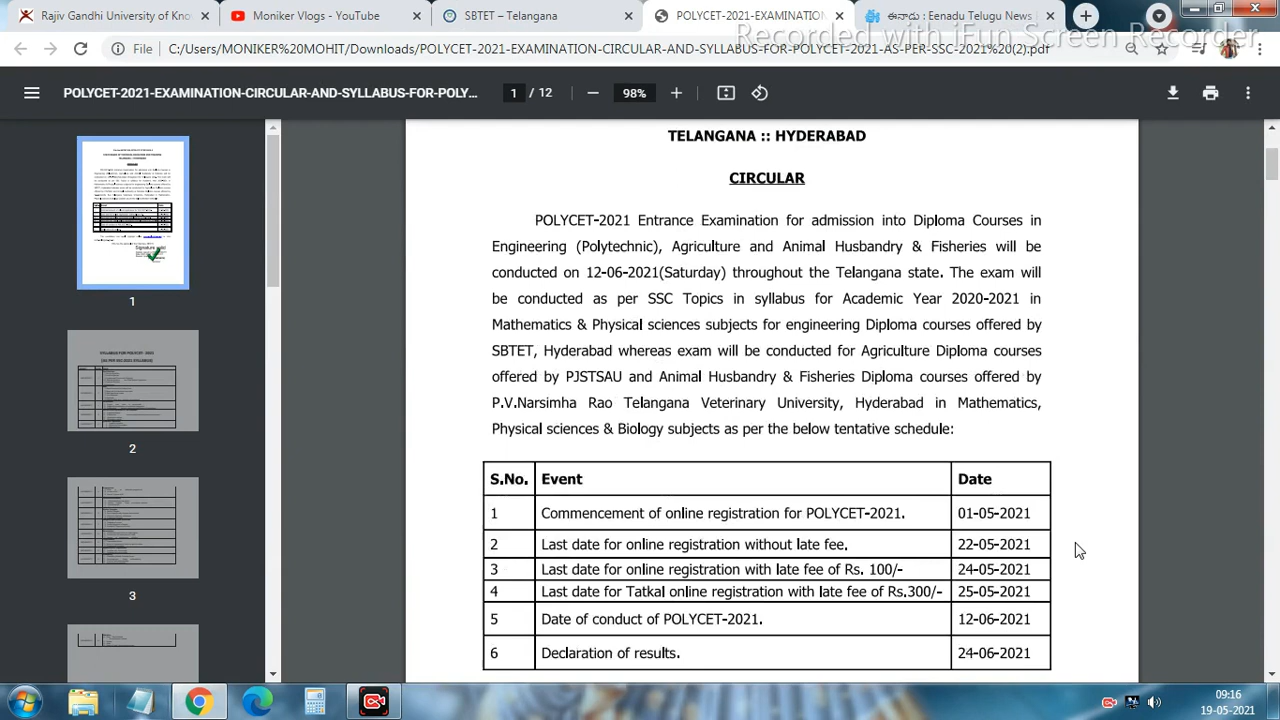 Rajiv Gandhi University of Kno
Moniker Vlogs - YouTube
SBTET – Telangana
POLYCET-2021-EXAMINATION
ఈనాడు: Eenadu Telugu News
Recorded with iFun Screen Recorder
File
C:/Users/MONIKER%20MOHIT/Downloads/POLYCET-2021-EXAMINATION-CIRCULAR-AND-SYLLABUS-FOR-POLYCET-2021-AS-PER-SSC-2021%20(2).pdf
POLYCET-2021-EXAMINATION-CIRCULAR-AND-SYLLABUS-FOR-POLY...
1 / 12
98%
1
2
3
TELANGANA :: HYDERABAD
CIRCULAR
POLYCET-2021 Entrance Examination for admission into Diploma Courses in
Engineering (Polytechnic), Agriculture and Animal Husbandry & Fisheries will be
conducted on 12-06-2021(Saturday) throughout the Telangana state. The exam will
be conducted as per SSC Topics in syllabus for Academic Year 2020-2021 in
Mathematics & Physical sciences subjects for engineering Diploma courses offered by
SBTET, Hyderabad whereas exam will be conducted for Agriculture Diploma courses
offered by PJSTSAU and Animal Husbandry & Fisheries Diploma courses offered by
P.V.Narsimha Rao Telangana Veterinary University, Hyderabad in Mathematics,
Physical sciences & Biology subjects as per the below tentative schedule:
S.No. Event Date
1 Commencement of online registration for POLYCET-2021. 01-05-2021
2 Last date for online registration without late fee. 22-05-2021
3 Last date for online registration with late fee of Rs. 100/- 24-05-2021
4 Last date for Tatkal online registration with late fee of Rs.300/- 25-05-2021
5 Date of conduct of POLYCET-2021. 12-06-2021
6 Declaration of results. 24-06-2021
09:16
19-05-2021